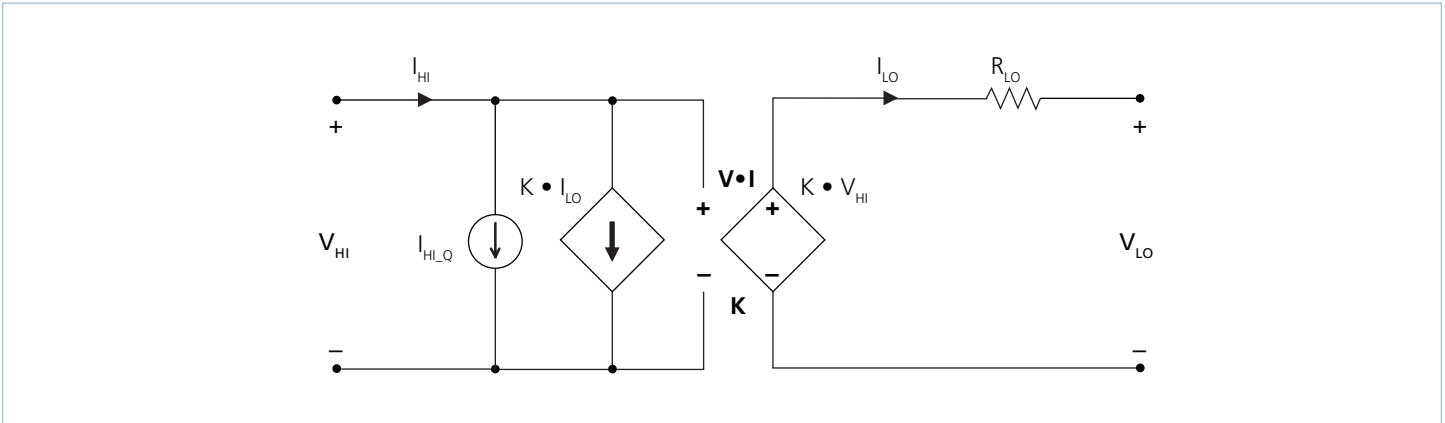 I_HI
I_LO
R_LO
+
+
V•I
K • I_LO
K • V_HI
+
+
V_HI
I_HI_Q
V_LO
–
–
K
–
–